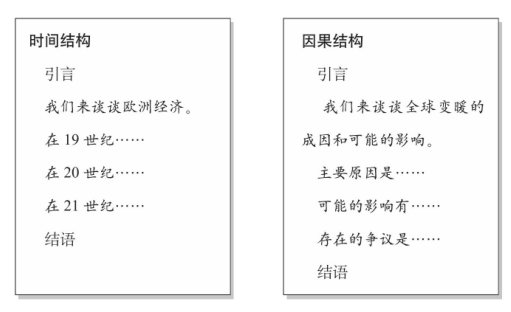 时间结构
引言
我们来谈谈欧洲经济。
在 19 世纪……
在 20 世纪……
在 21 世纪……
结语
因果结构
引言
我们来谈谈全球变暖的
成因和可能的影响。
主要原因是……
可能的影响有……
存在的争议是……
结语